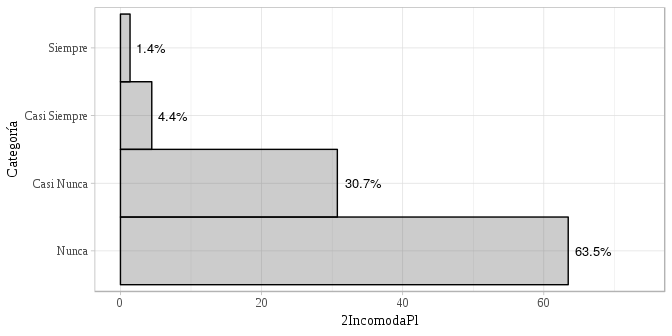 Categoría
Siempre
1.4%
Casi Siempre
4.4%
Casi Nunca
30.7%
Nunca
63.5%
0
20
40
60
2IncomodaPl